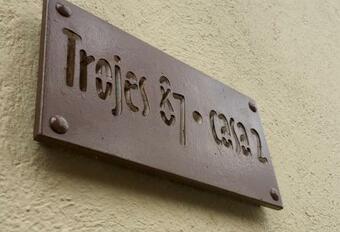 Trojes 87 • casa 2